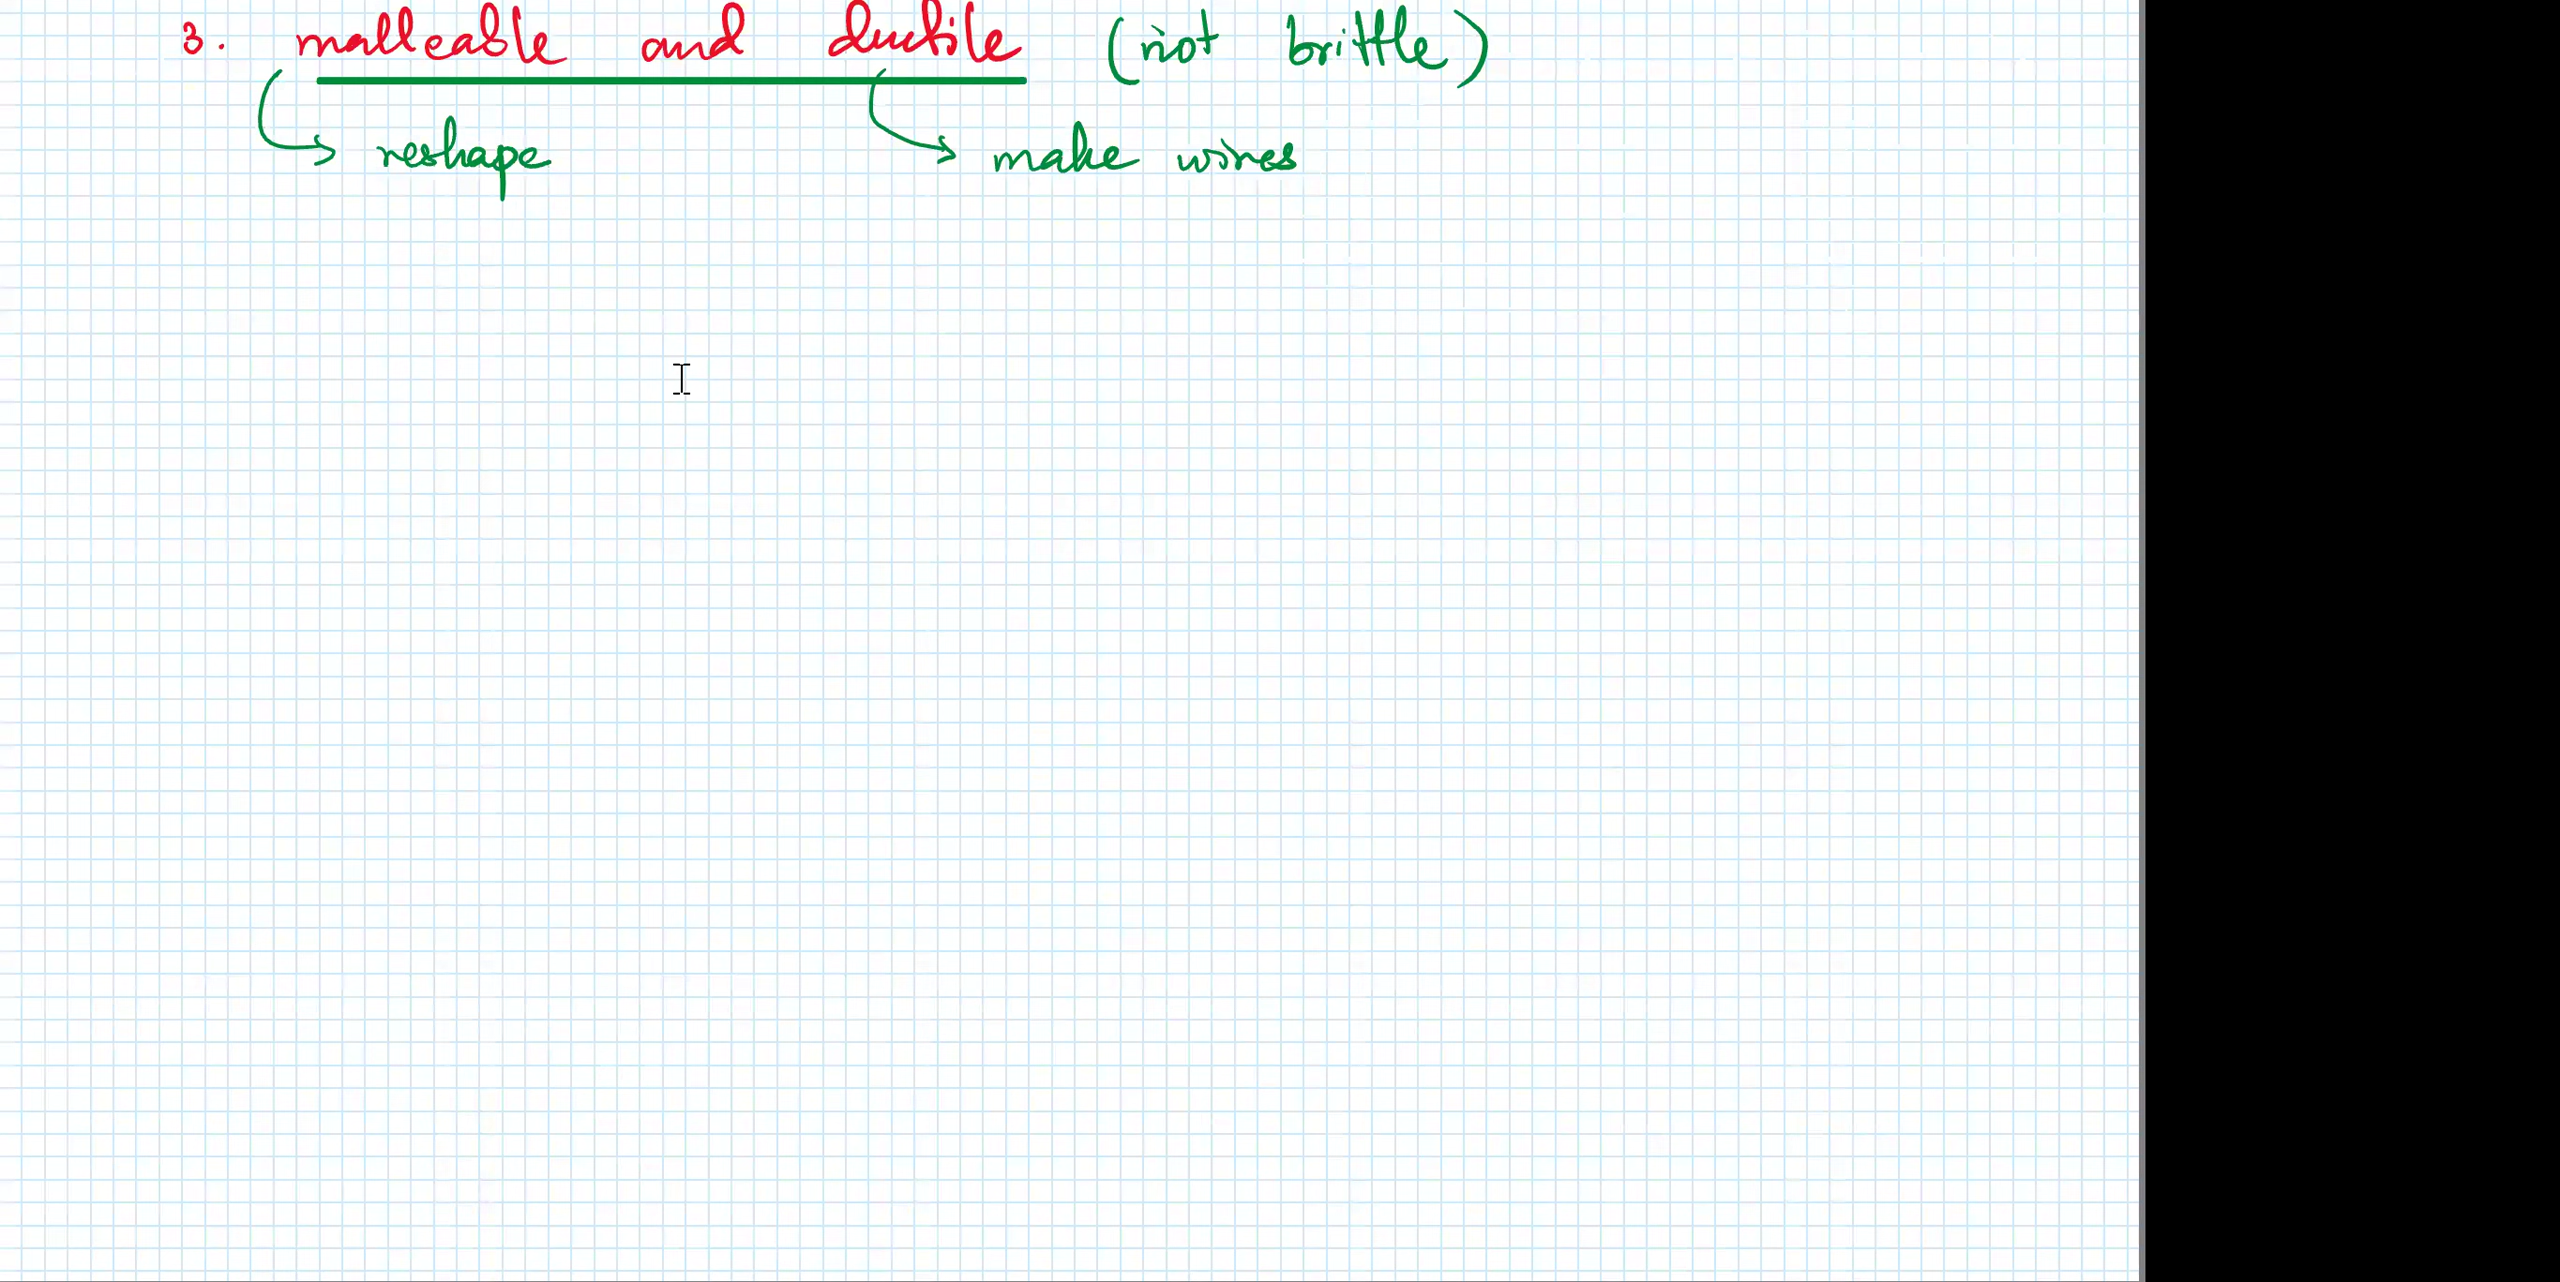 3. malleable and ductile (not brittle)
→ reshape → make wires